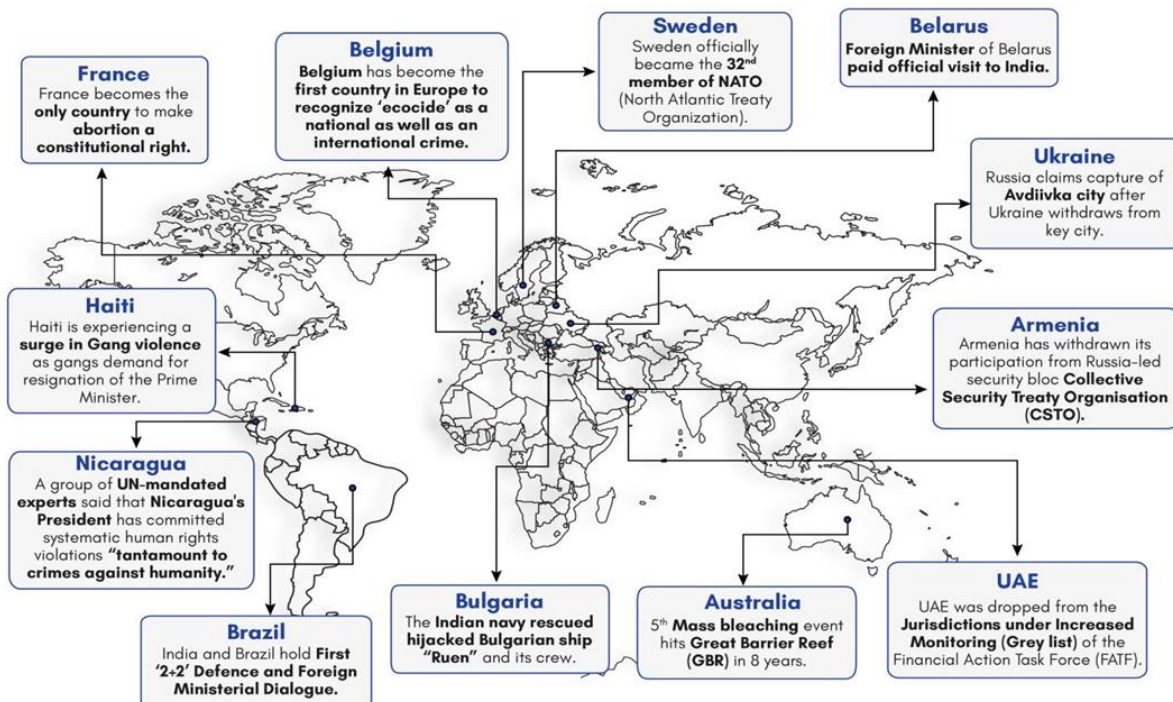 France
France becomes the
only country to make
abortion a
constitutional right.
Belgium
Belgium has become the
first country in Europe to
recognize ‘ecocide’ as a
national as well as an
international crime.
Sweden
Sweden officially
became the 32nd
member of NATO
(North Atlantic Treaty
Organization).
Belarus
Foreign Minister of Belarus
paid official visit to India.
Ukraine
Russia claims capture of
Avdiivka city after
Ukraine withdraws from
key city.
Haiti
Haiti is experiencing a
surge in Gang violence
as gangs demand for
resignation of the Prime
Minister.
Armenia
Armenia has withdrawn its
participation from Russia-led
security bloc Collective
Security Treaty Organisation
(CSTO).
Nicaragua
A group of UN-mandated
experts said that Nicaragua's
President has committed
systematic human rights
violations “tantamount to
crimes against humanity.”
Brazil
India and Brazil hold First
‘2+2’ Defence and Foreign
Ministerial Dialogue.
Bulgaria
The Indian navy rescued
hijacked Bulgarian ship
“Ruen” and its crew.
Australia
5th Mass bleaching event
hits Great Barrier Reef
(GBR) in 8 years.
UAE
UAE was dropped from the
Jurisdictions under Increased
Monitoring (Grey list) of the
Financial Action Task Force (FATF).